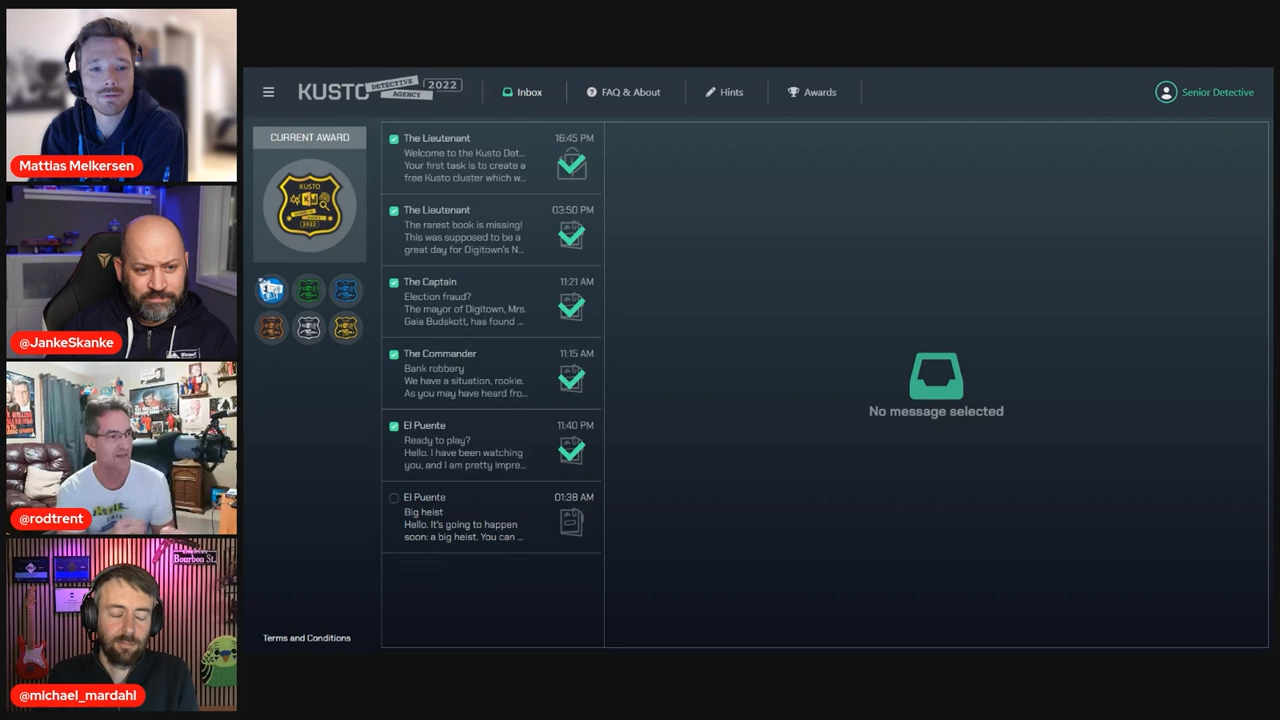 Mattias Melkersen
@JankeSkanke
@rodtrent
Bourbon St.
@michael_mardahl
KUSTO DETECTIVE AGENCY 2022
Inbox
FAQ & About
Hints
Awards
Senior Detective
CURRENT AWARD
KUSTO
2022
Terms and Conditions
The Lieutenant 16:45 PM
Welcome to the Kusto Det...
Your first task is to create a
free Kusto cluster which w...
The Lieutenant 03:50 PM
The rarest book is missing!
This was supposed to be a
great day for Digitown's N...
The Captain 11:21 AM
Election fraud?
The mayor of Digitown, Mrs.
Gaia Budskott, has found ...
The Commander 11:15 AM
Bank robbery
We have a situation, rookie.
As you may have heard fro...
El Puente 11:40 PM
Ready to play?
Hello. I have been watching
you, and I am pretty impre...
El Puente 01:38 AM
Big heist
Hello. It's going to happen
soon: a big heist. You can ...
No message selected